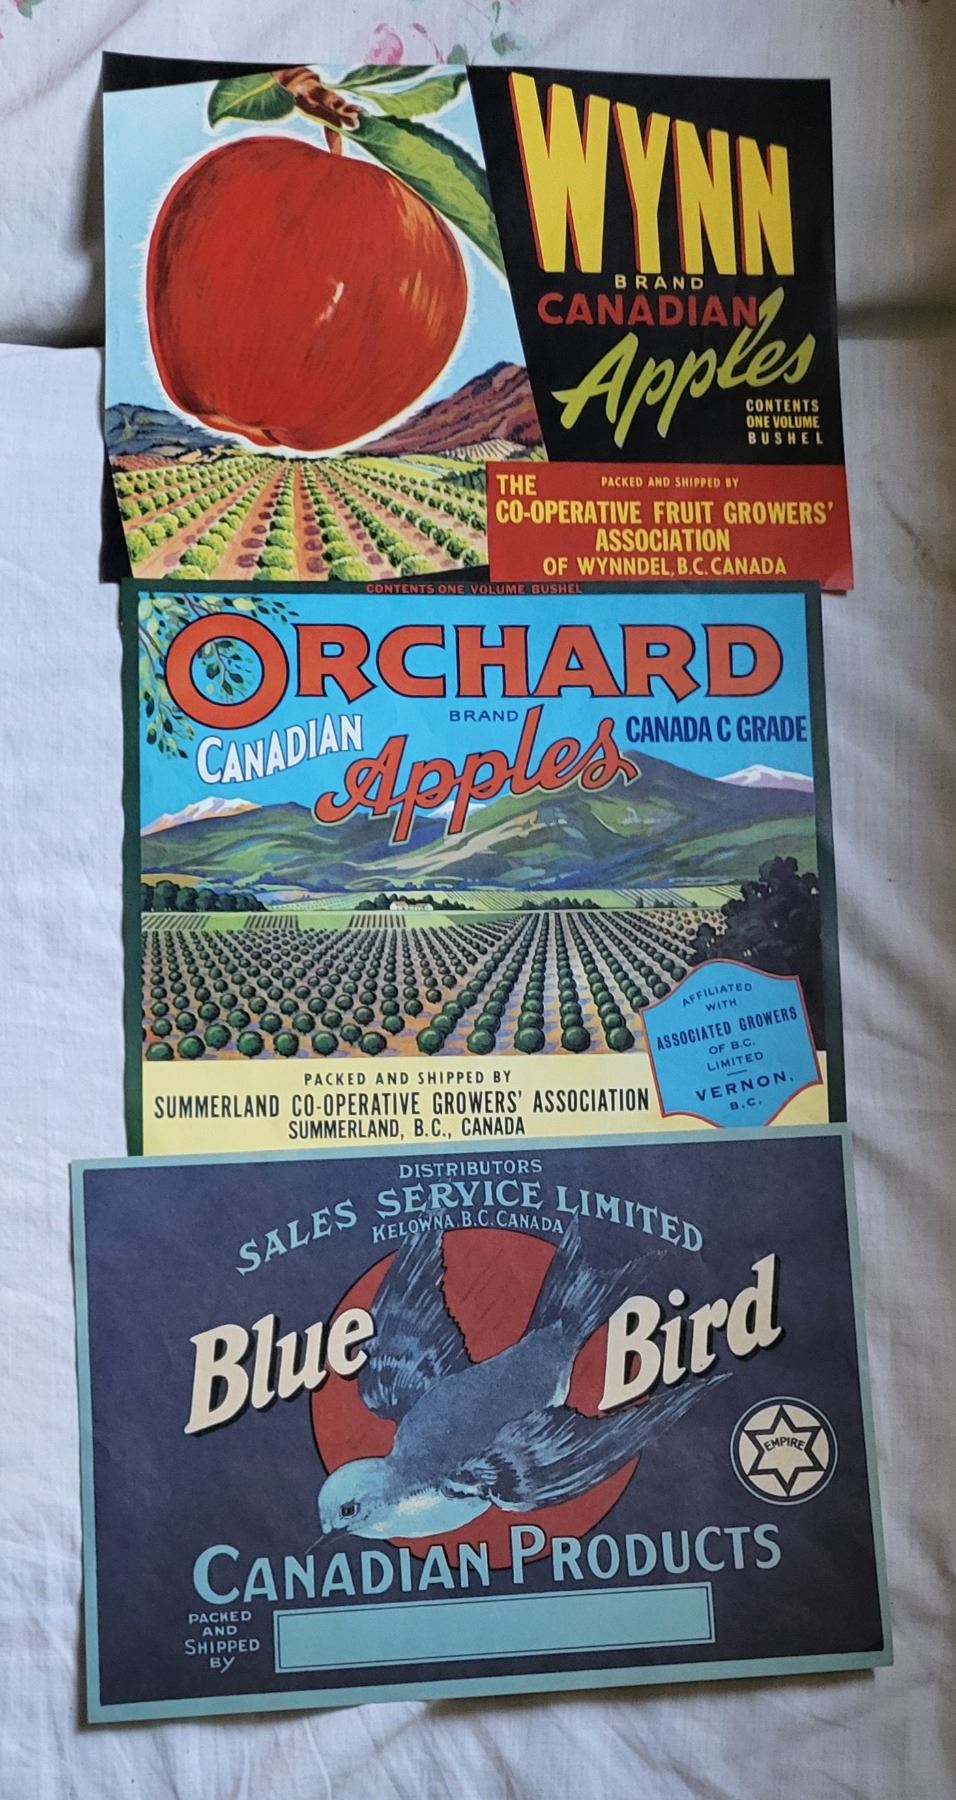 WYNN
BRAND
CANADIAN
Apples
CONTENTS
ONE VOLUME
BUSHEL
THE PACKED AND SHIPPED BY
CO-OPERATIVE FRUIT GROWERS'
ASSOCIATION
OF WYNNDEL, B.C. CANADA
CONTENTS ONE VOLUME BUSHEL
ORCHARD
BRAND
CANADIAN Apples CANADA C GRADE
AFFILIATED
WITH
ASSOCIATED GROWERS
OF B.C.
LIMITED
VERNON,
B.C.
PACKED AND SHIPPED BY
SUMMERLAND CO-OPERATIVE GROWERS' ASSOCIATION
SUMMERLAND, B.C., CANADA
DISTRIBUTORS
SALES SERVICE LIMITED
KELOWNA. B.C. CANADA
Blue Bird
EMPIRE
CANADIAN PRODUCTS
PACKED
AND
SHIPPED
BY